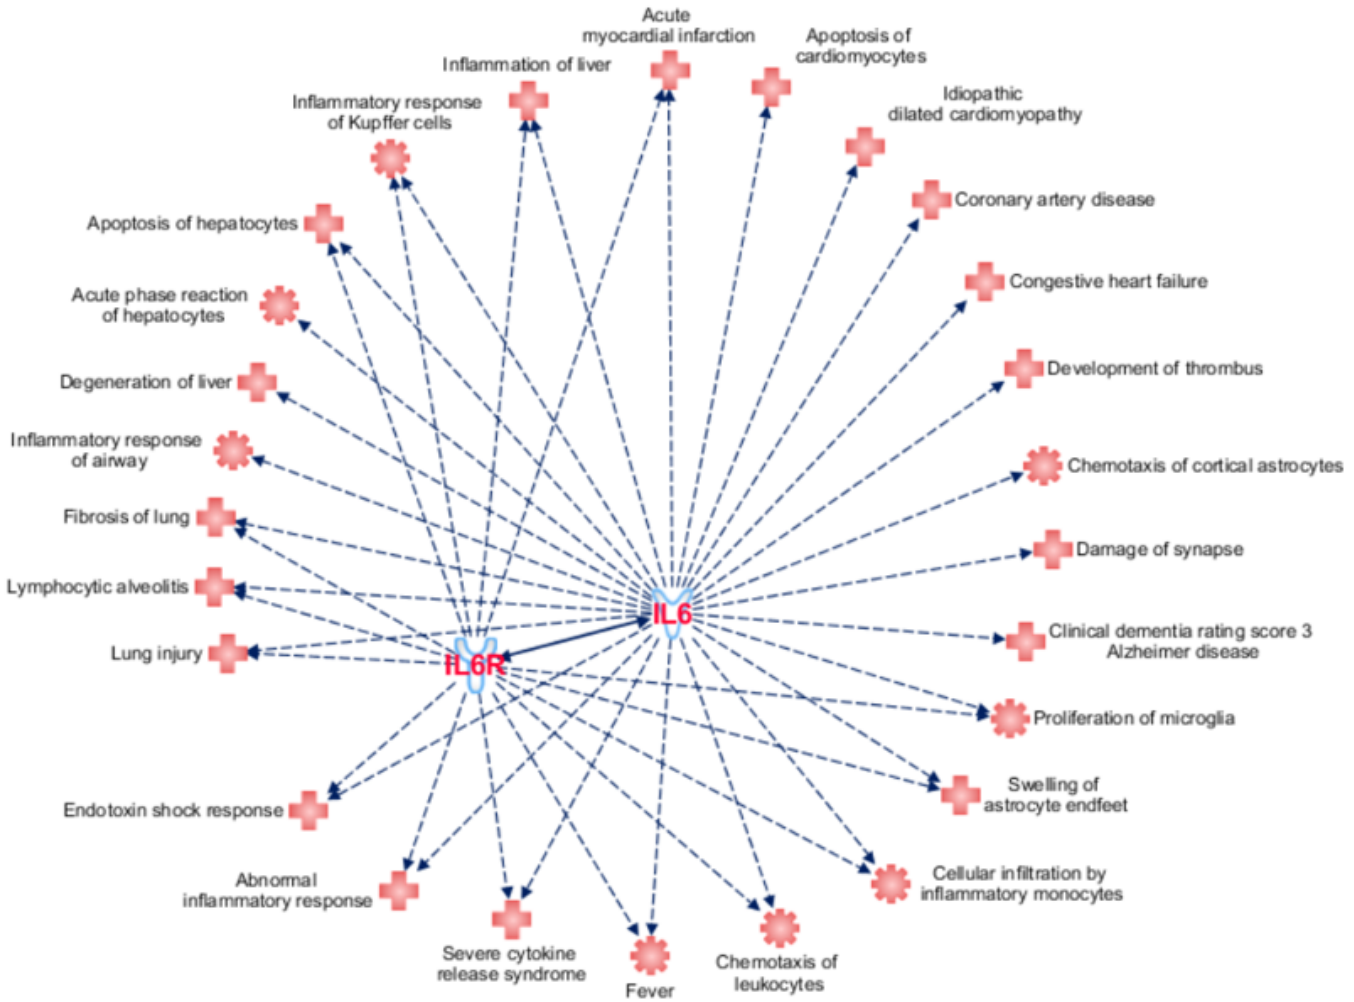 Acute
myocardial infarction
Apoptosis of
cardiomyocytes
Inflammation of liver
Idiopathic
dilated cardiomyopathy
Inflammatory response
of Kupffer cells
Coronary artery disease
Apoptosis of hepatocytes
Congestive heart failure
Acute phase reaction
of hepatocytes
Development of thrombus
Degeneration of liver
Inflammatory response
of airway
Chemotaxis of cortical astrocytes
Fibrosis of lung
Damage of synapse
Lymphocytic alveolitis
IL6
Clinical dementia rating score 3
Alzheimer disease
Lung injury
IL6R
Proliferation of microglia
Swelling of
astrocyte endfeet
Endotoxin shock response
Abnormal
inflammatory response
Cellular infiltration by
inflammatory monocytes
Severe cytokine
release syndrome
Chemotaxis of
leukocytes
Fever